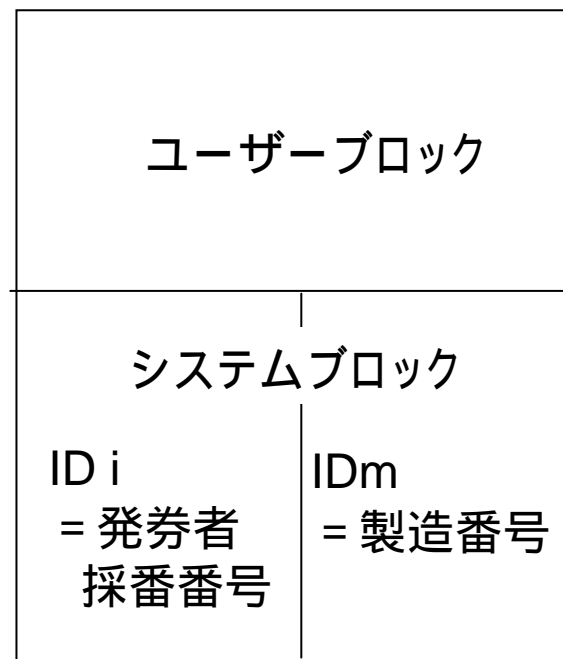 ユーザーブロック
システムブロック
ID i
= 発券者
採番番号
IDm
= 製造番号